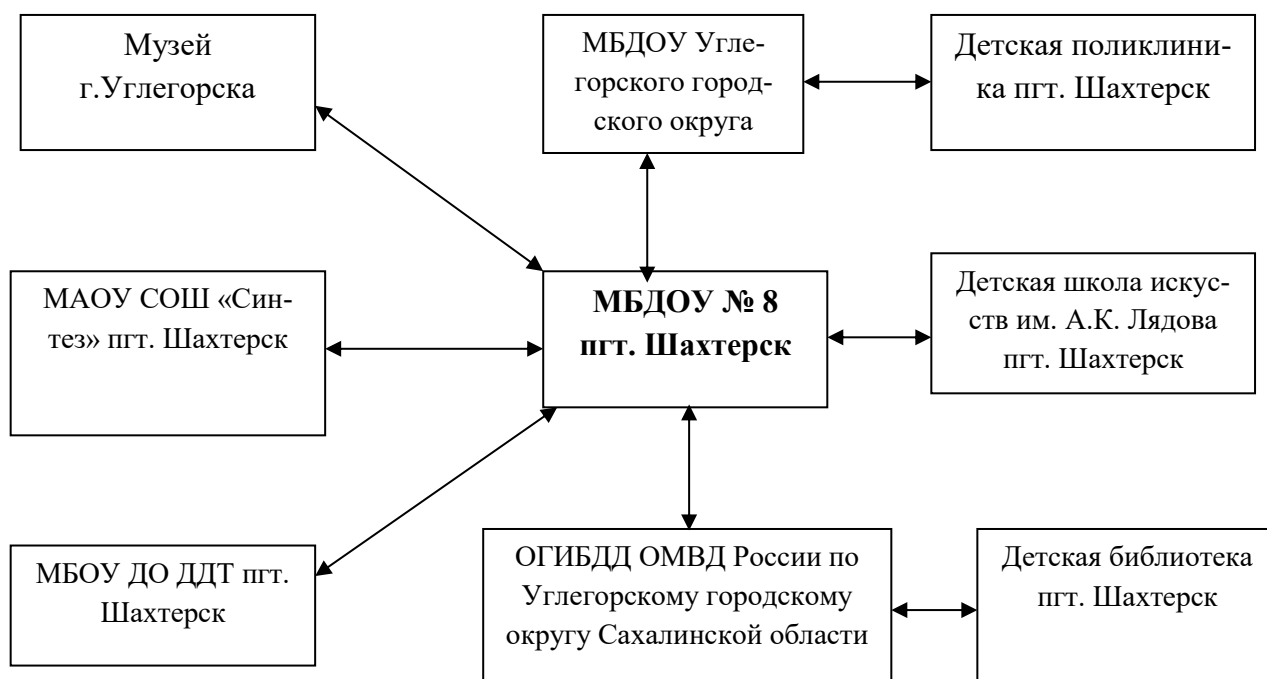 Музей
г.Углегорска
МБДОУ Угле-
горского город-
ского округа
Детская поликлини-
ка пгт. Шахтерск
МАОУ СОШ «Син-
тез» пгт. Шахтерск
МБДОУ № 8
пгт. Шахтерск
Детская школа искус-
ств им. А.К. Лядова
пгт. Шахтерск
МБОУ ДО ДДТ пгт.
Шахтерск
ОГИБДД ОМВД России по
Углегорскому городскому
округу Сахалинской области
Детская библиотека
пгт. Шахтерск